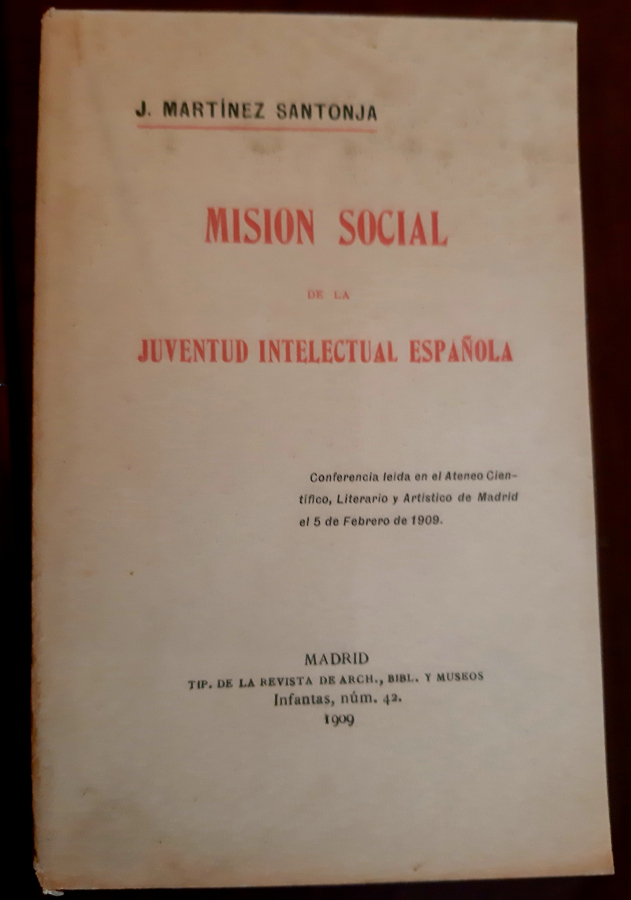 J. MARTÍNEZ SANTONJA
MISION SOCIAL
DE LA
JUVENTUD INTELECTUAL ESPAÑOLA
Conferencia leída en el Ateneo Cien-
tífico, Literario y Artístico de Madrid
el 5 de Febrero de 1909.
MADRID
TIP. DE LA REVISTA DE ARCH., BIBL. Y MUSEOS
Infantas, núm. 42.
1909